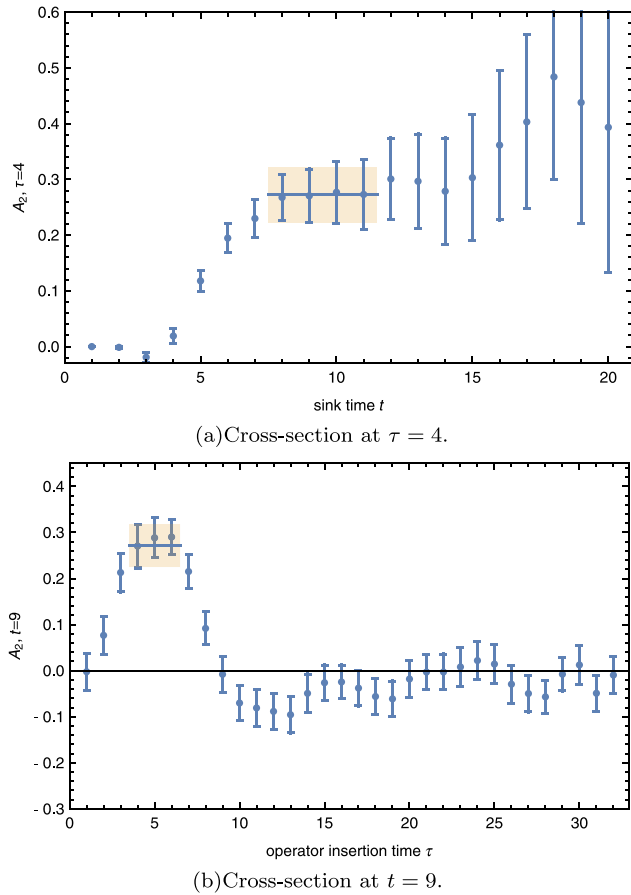 0.6
0.5
0.4
0.3
0.2
0.1
0.0
A2, τ=4
0 5 10 15 20
sink time t
(a)Cross-section at τ = 4.
0.4
0.3
0.2
0.1
0.0
- 0.1
- 0.2
- 0.3
A2, t=9
0 5 10 15 20 25 30
operator insertion time τ
(b)Cross-section at t = 9.